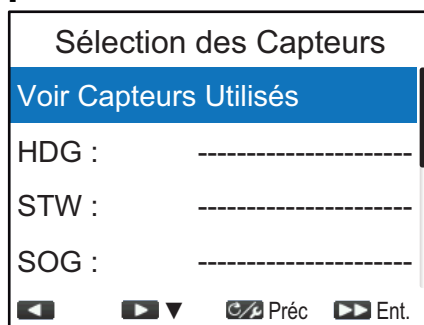 Sélection des Capteurs
Voir Capteurs Utilisés
HDG : ----------------------
STW : ----------------------
SOG : ----------------------
Préc Ent.